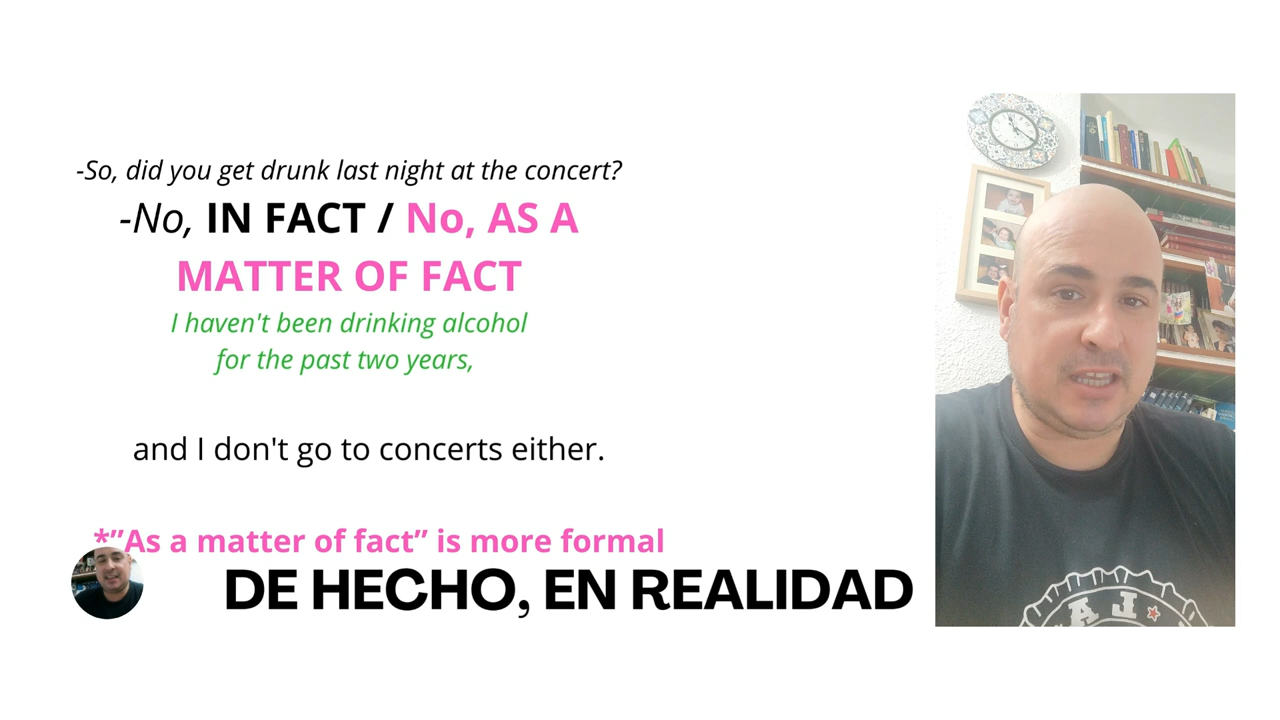 -So, did you get drunk last night at the concert?
-No, IN FACT / No, AS A
MATTER OF FACT
I haven't been drinking alcohol
for the past two years,
and I don't go to concerts either.
*”As a matter of fact” is more formal
DE HECHO, EN REALIDAD